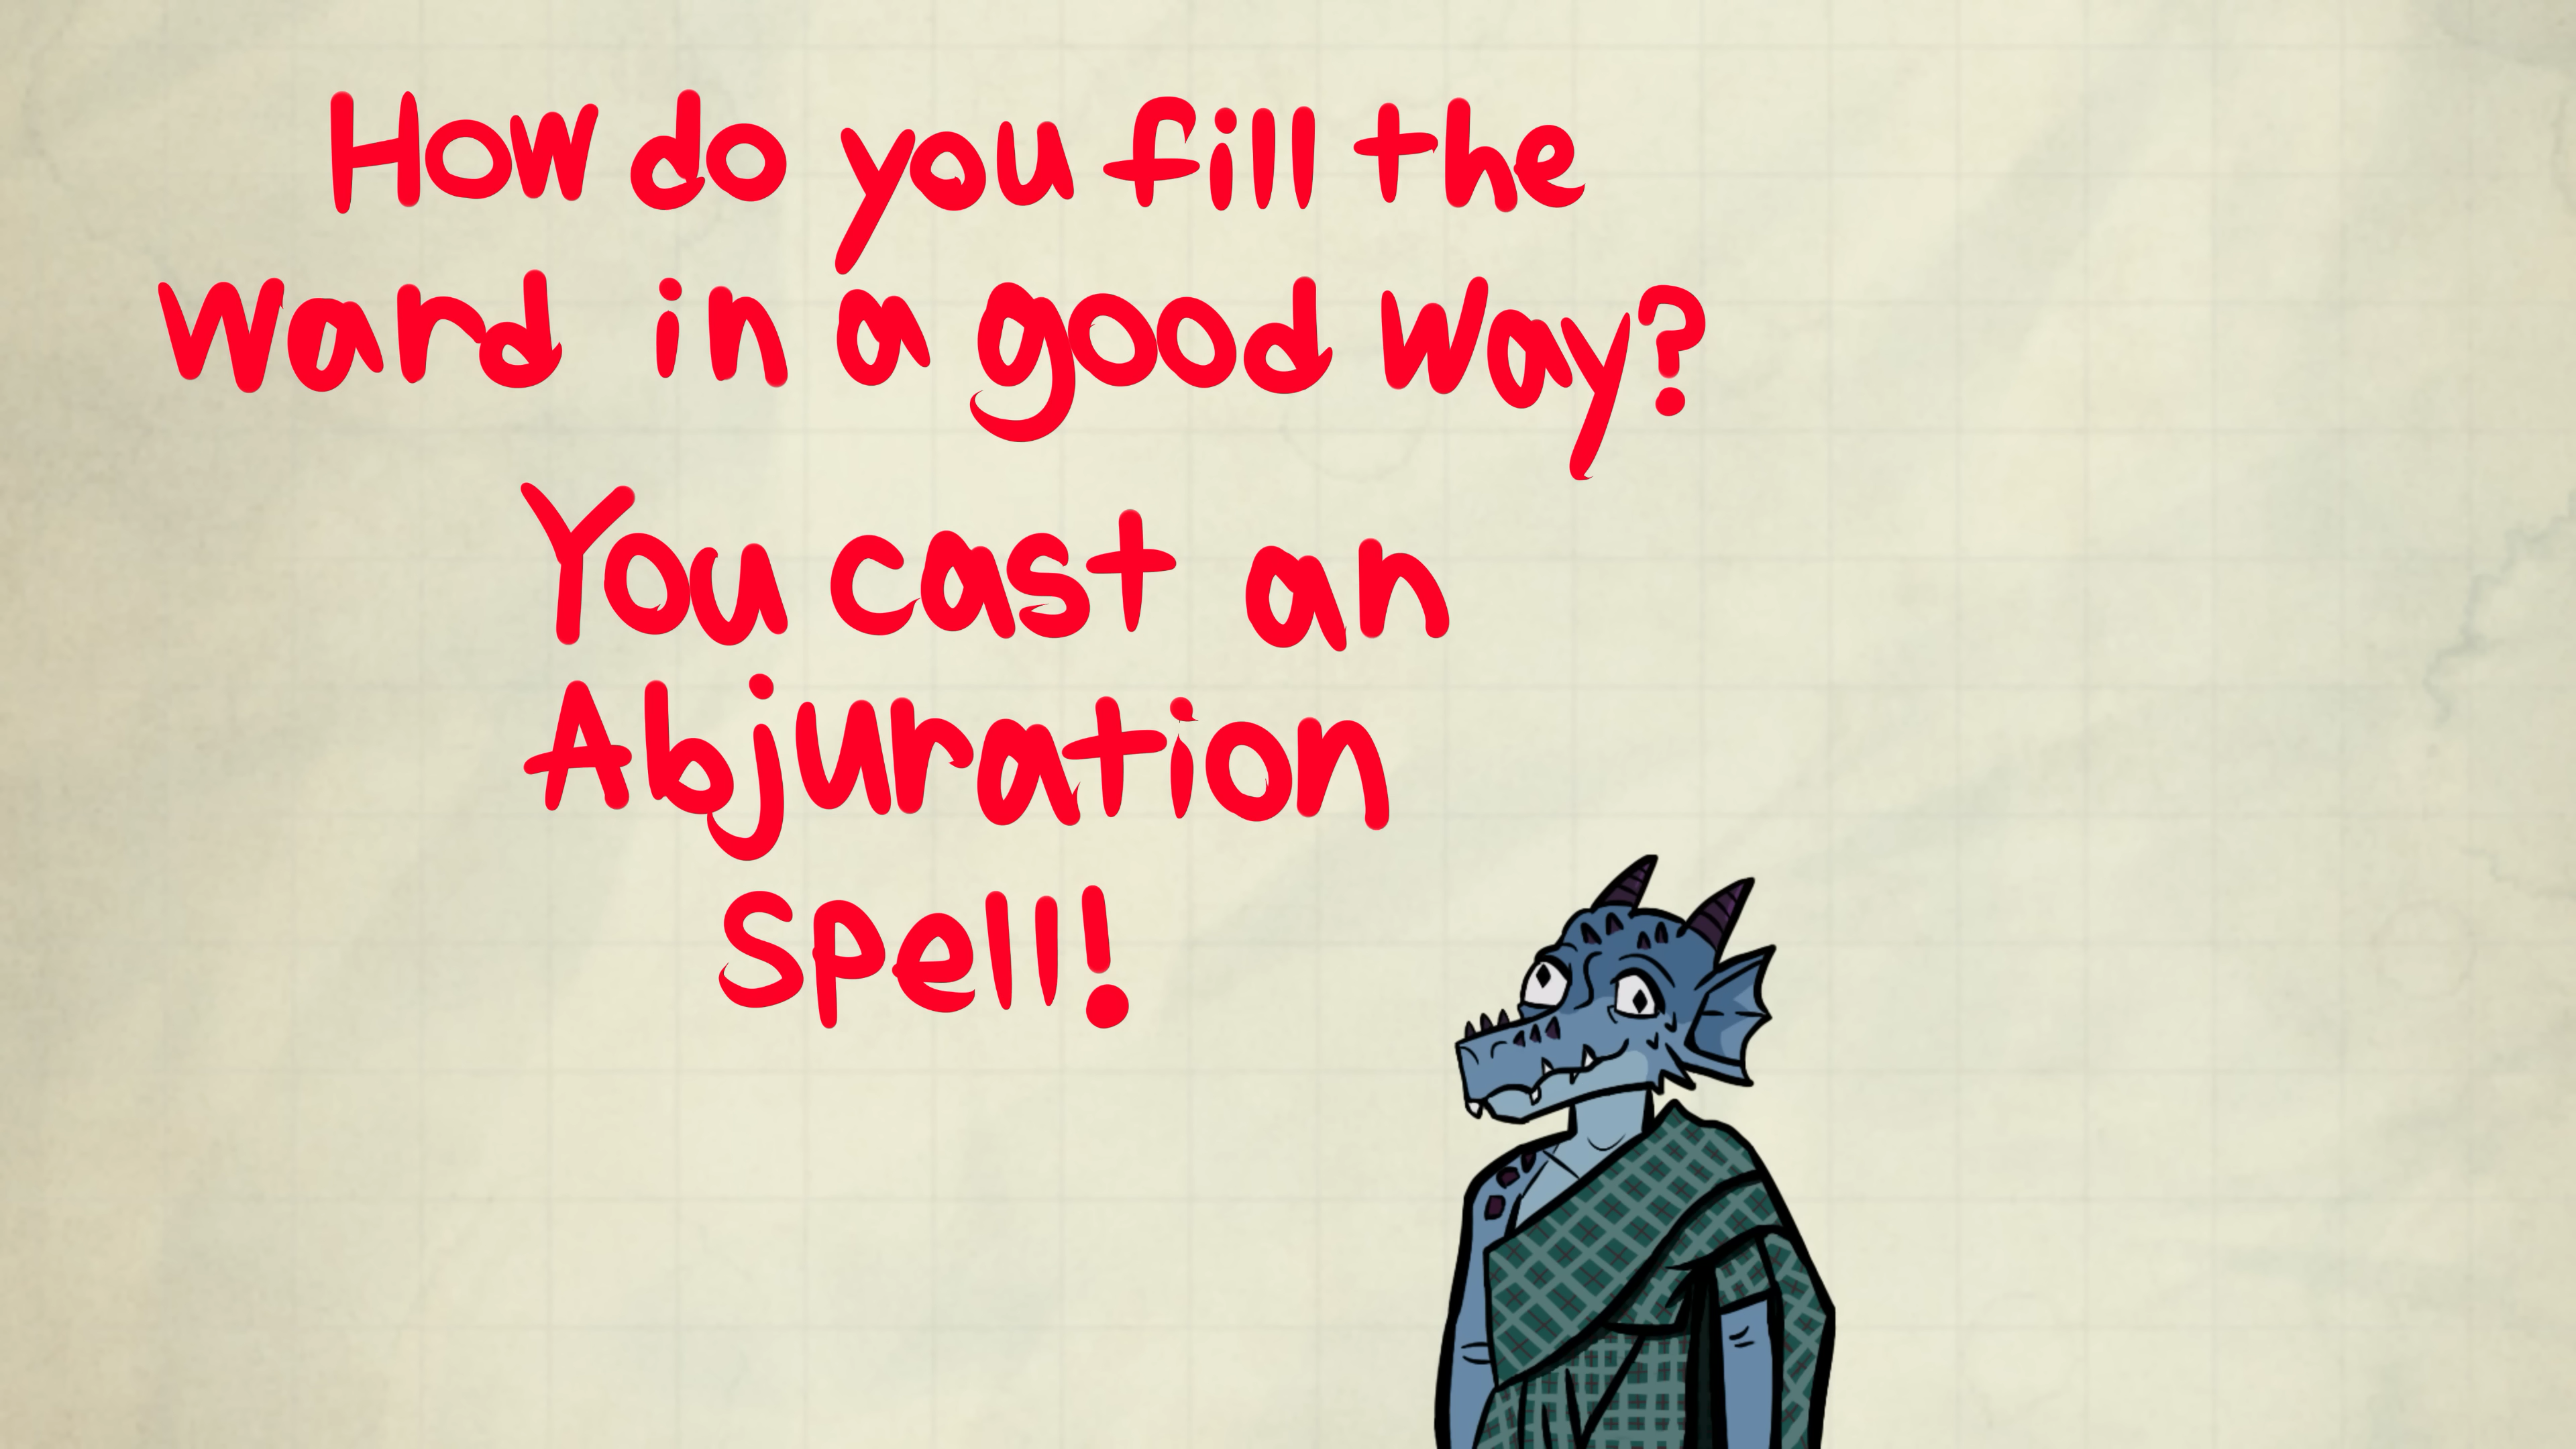 How do you fill the
Ward in a good way?
You cast an
Abjuration
Spell!